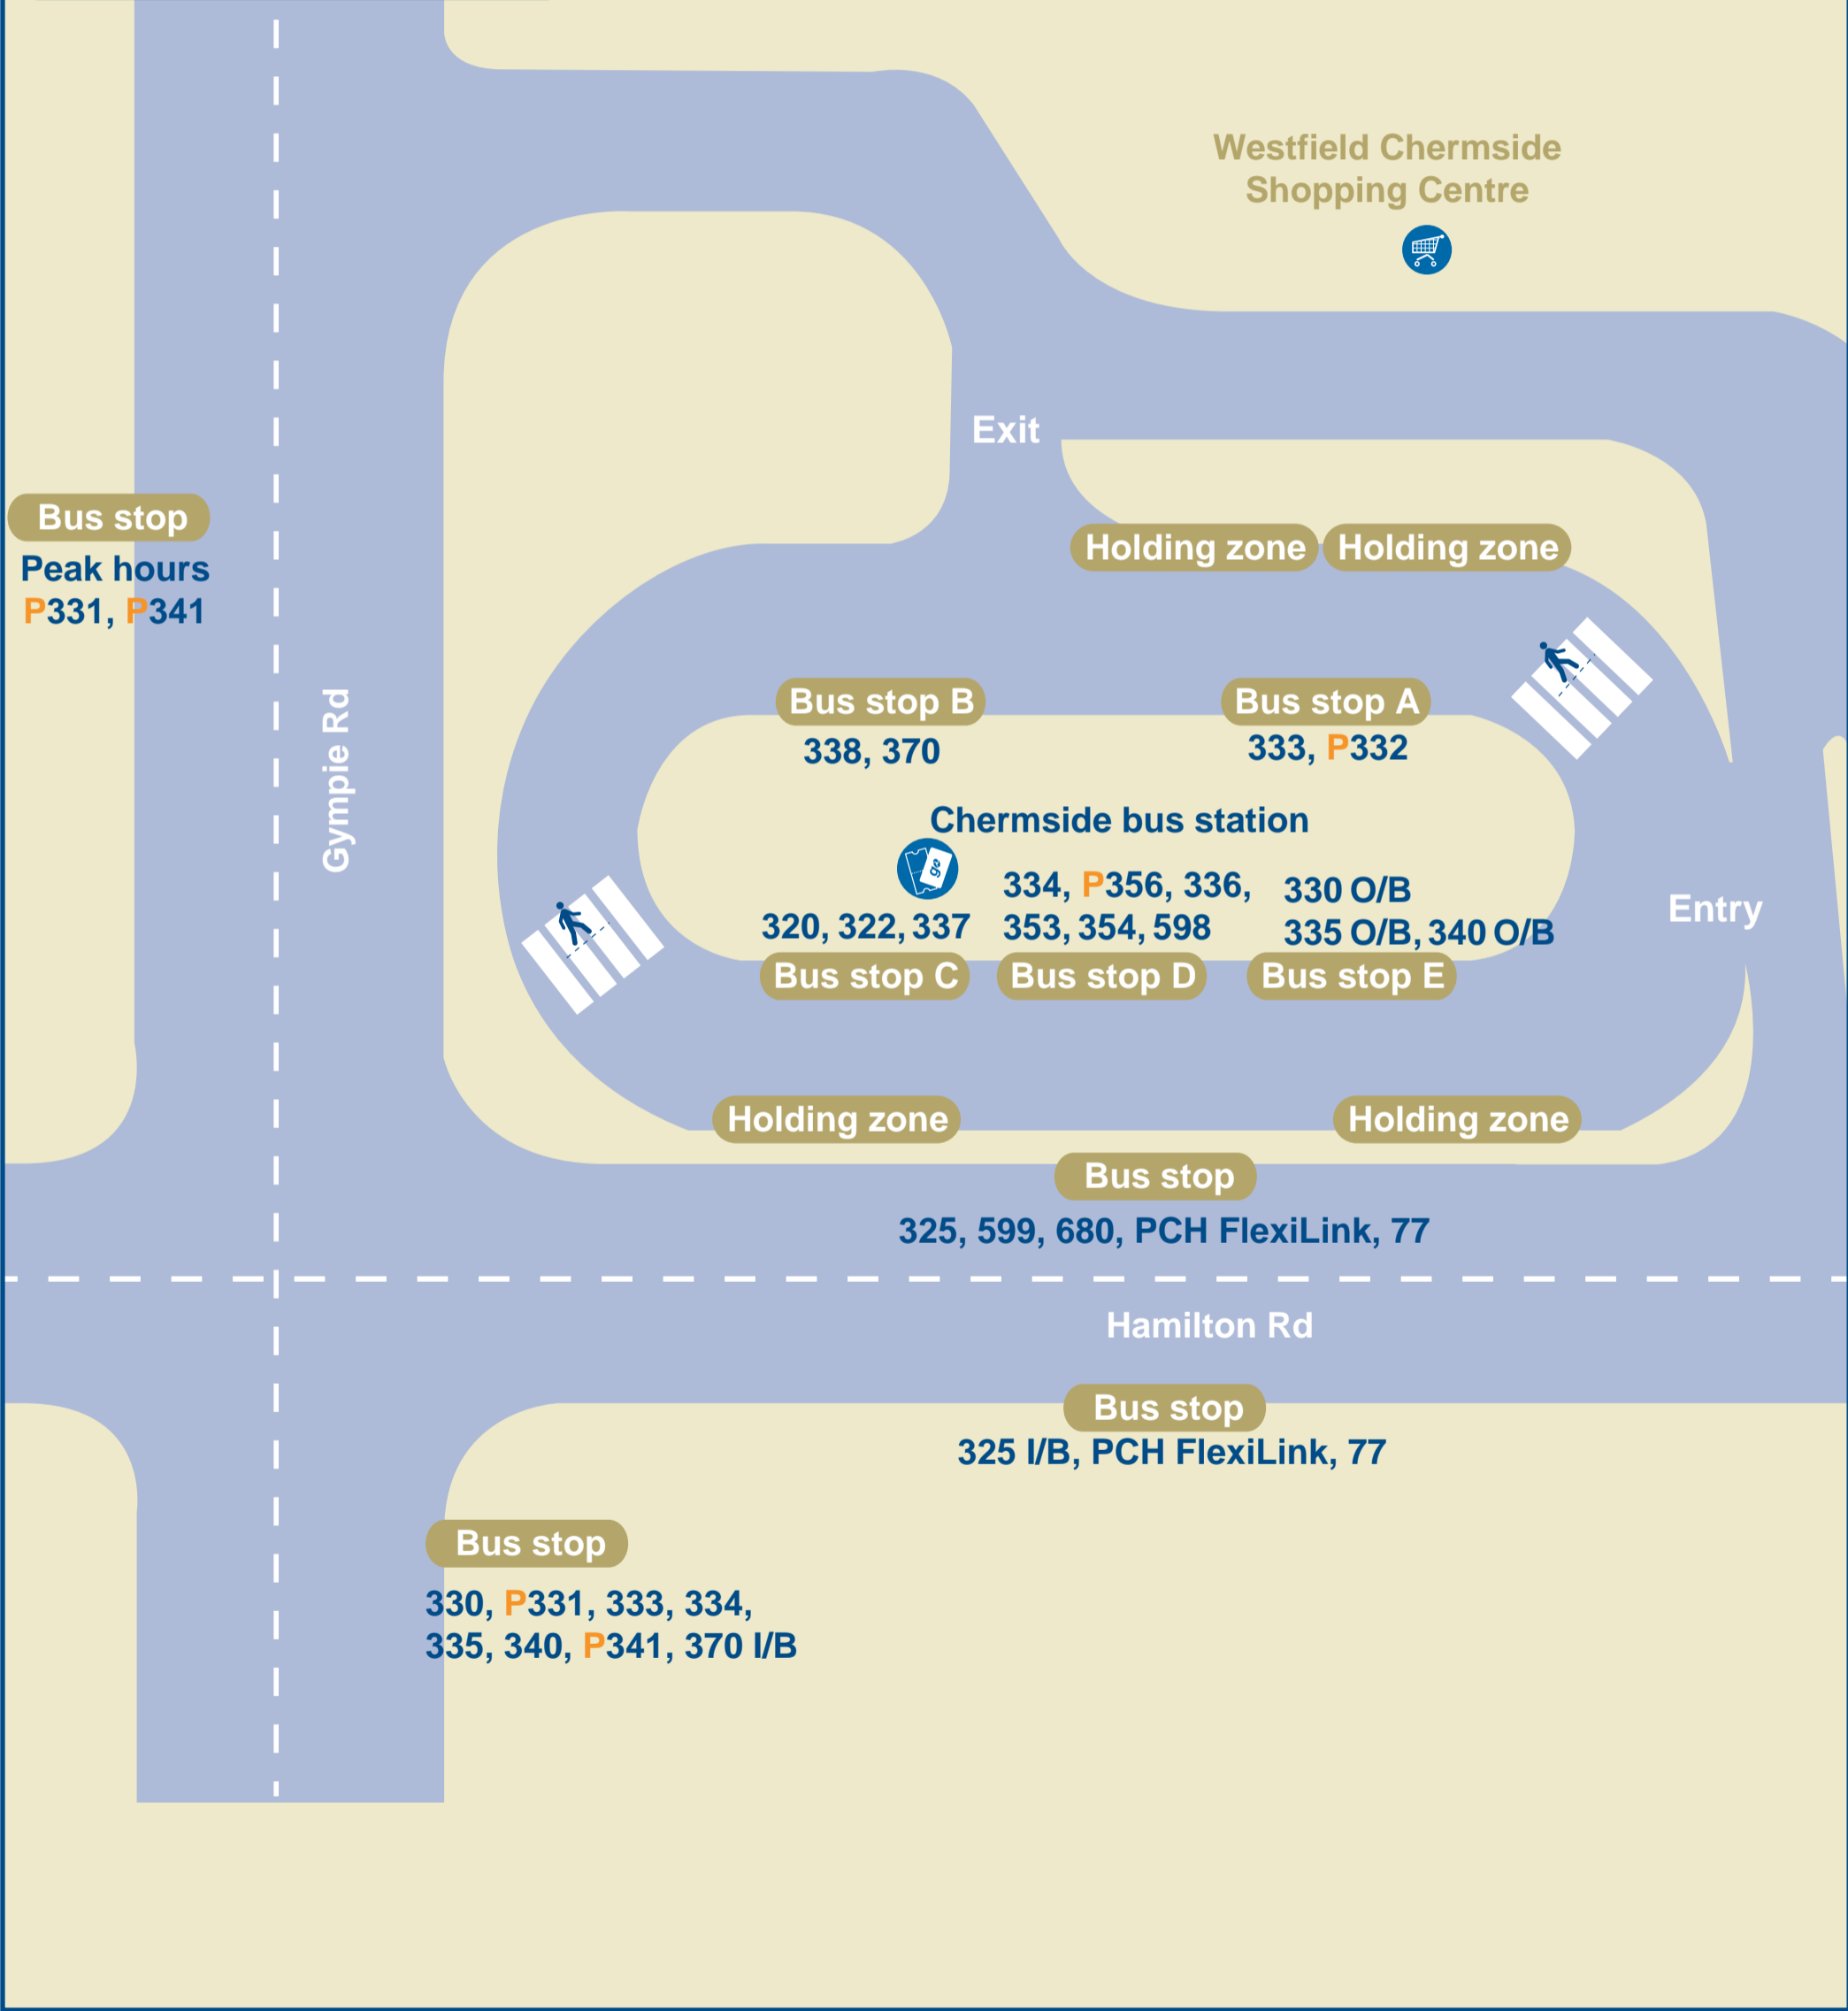 Westfield Chermside
Shopping Centre
Exit
Bus stop
Peak hours
P331, P341
Holding zone
Holding zone
Gympie Rd
Bus stop B
338, 370
Bus stop A
333, P332
Chermside bus station
go
320, 322, 337
Bus stop C
334, P356, 336,
353, 354, 598
Bus stop D
330 O/B
335 O/B, 340 O/B
Bus stop E
Entry
Holding zone
Holding zone
Bus stop
325, 599, 680, PCH FlexiLink, 77
Hamilton Rd
Bus stop
325 I/B, PCH FlexiLink, 77
Bus stop
330, P331, 333, 334,
335, 340, P341, 370 I/B